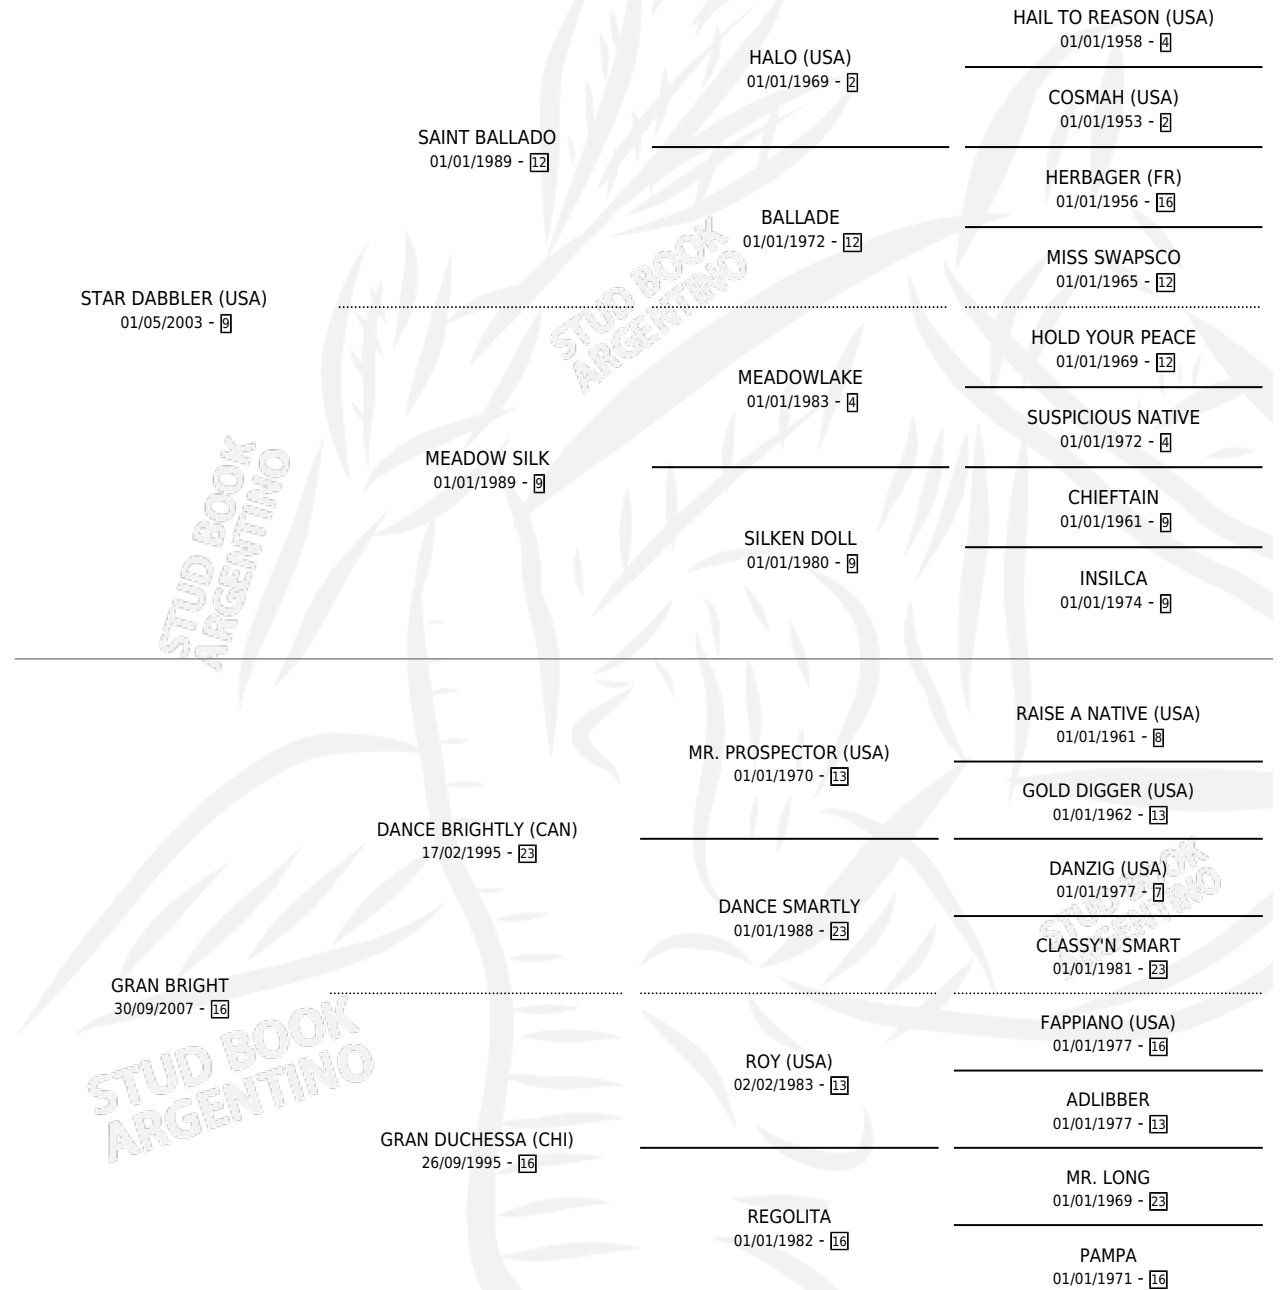 HAIL TO REASON (USA)
01/01/1958 - 4
HALO (USA)
01/01/1969 - 2
COSMAH (USA)
01/01/1953 - 2
SAINT BALLADO
01/01/1989 - 12
HERBAGER (FR)
01/01/1956 - 16
BALLADE
01/01/1972 - 12
MISS SWAPSCO
01/01/1965 - 12
STAR DABBLER (USA)
01/05/2003 - 9
STUD BOOK
ARGENTINO
HOLD YOUR PEACE
01/01/1969 - 12
MEADOWLAKE
01/01/1983 - 4
SUSPICIOUS NATIVE
01/01/1972 - 4
MEADOW SILK
01/01/1989 - 9
CHIEFTAIN
01/01/1961 - 9
SILKEN DOLL
01/01/1980 - 9
INSILCA
01/01/1974 - 9
STUD BOOK
ARGENTINO
RAISE A NATIVE (USA)
01/01/1961 - 8
MR. PROSPECTOR (USA)
01/01/1970 - 13
GOLD DIGGER (USA)
01/01/1962 - 13
DANCE BRIGHTLY (CAN)
17/02/1995 - 23
DANZIG (USA)
01/01/1977 - 7
STUD BOOK
ARGENTINO
DANCE SMARTLY
01/01/1988 - 23
CLASSY'N SMART
01/01/1981 - 23
GRAN BRIGHT
30/09/2007 - 16
STUD BOOK
ARGENTINO
FAPPIANO (USA)
01/01/1977 - 16
ROY (USA)
02/02/1983 - 13
ADLIBBER
01/01/1977 - 13
GRAN DUCHESSA (CHI)
26/09/1995 - 16
MR. LONG
01/01/1969 - 23
REGOLITA
01/01/1982 - 16
PAMPA
01/01/1971 - 16